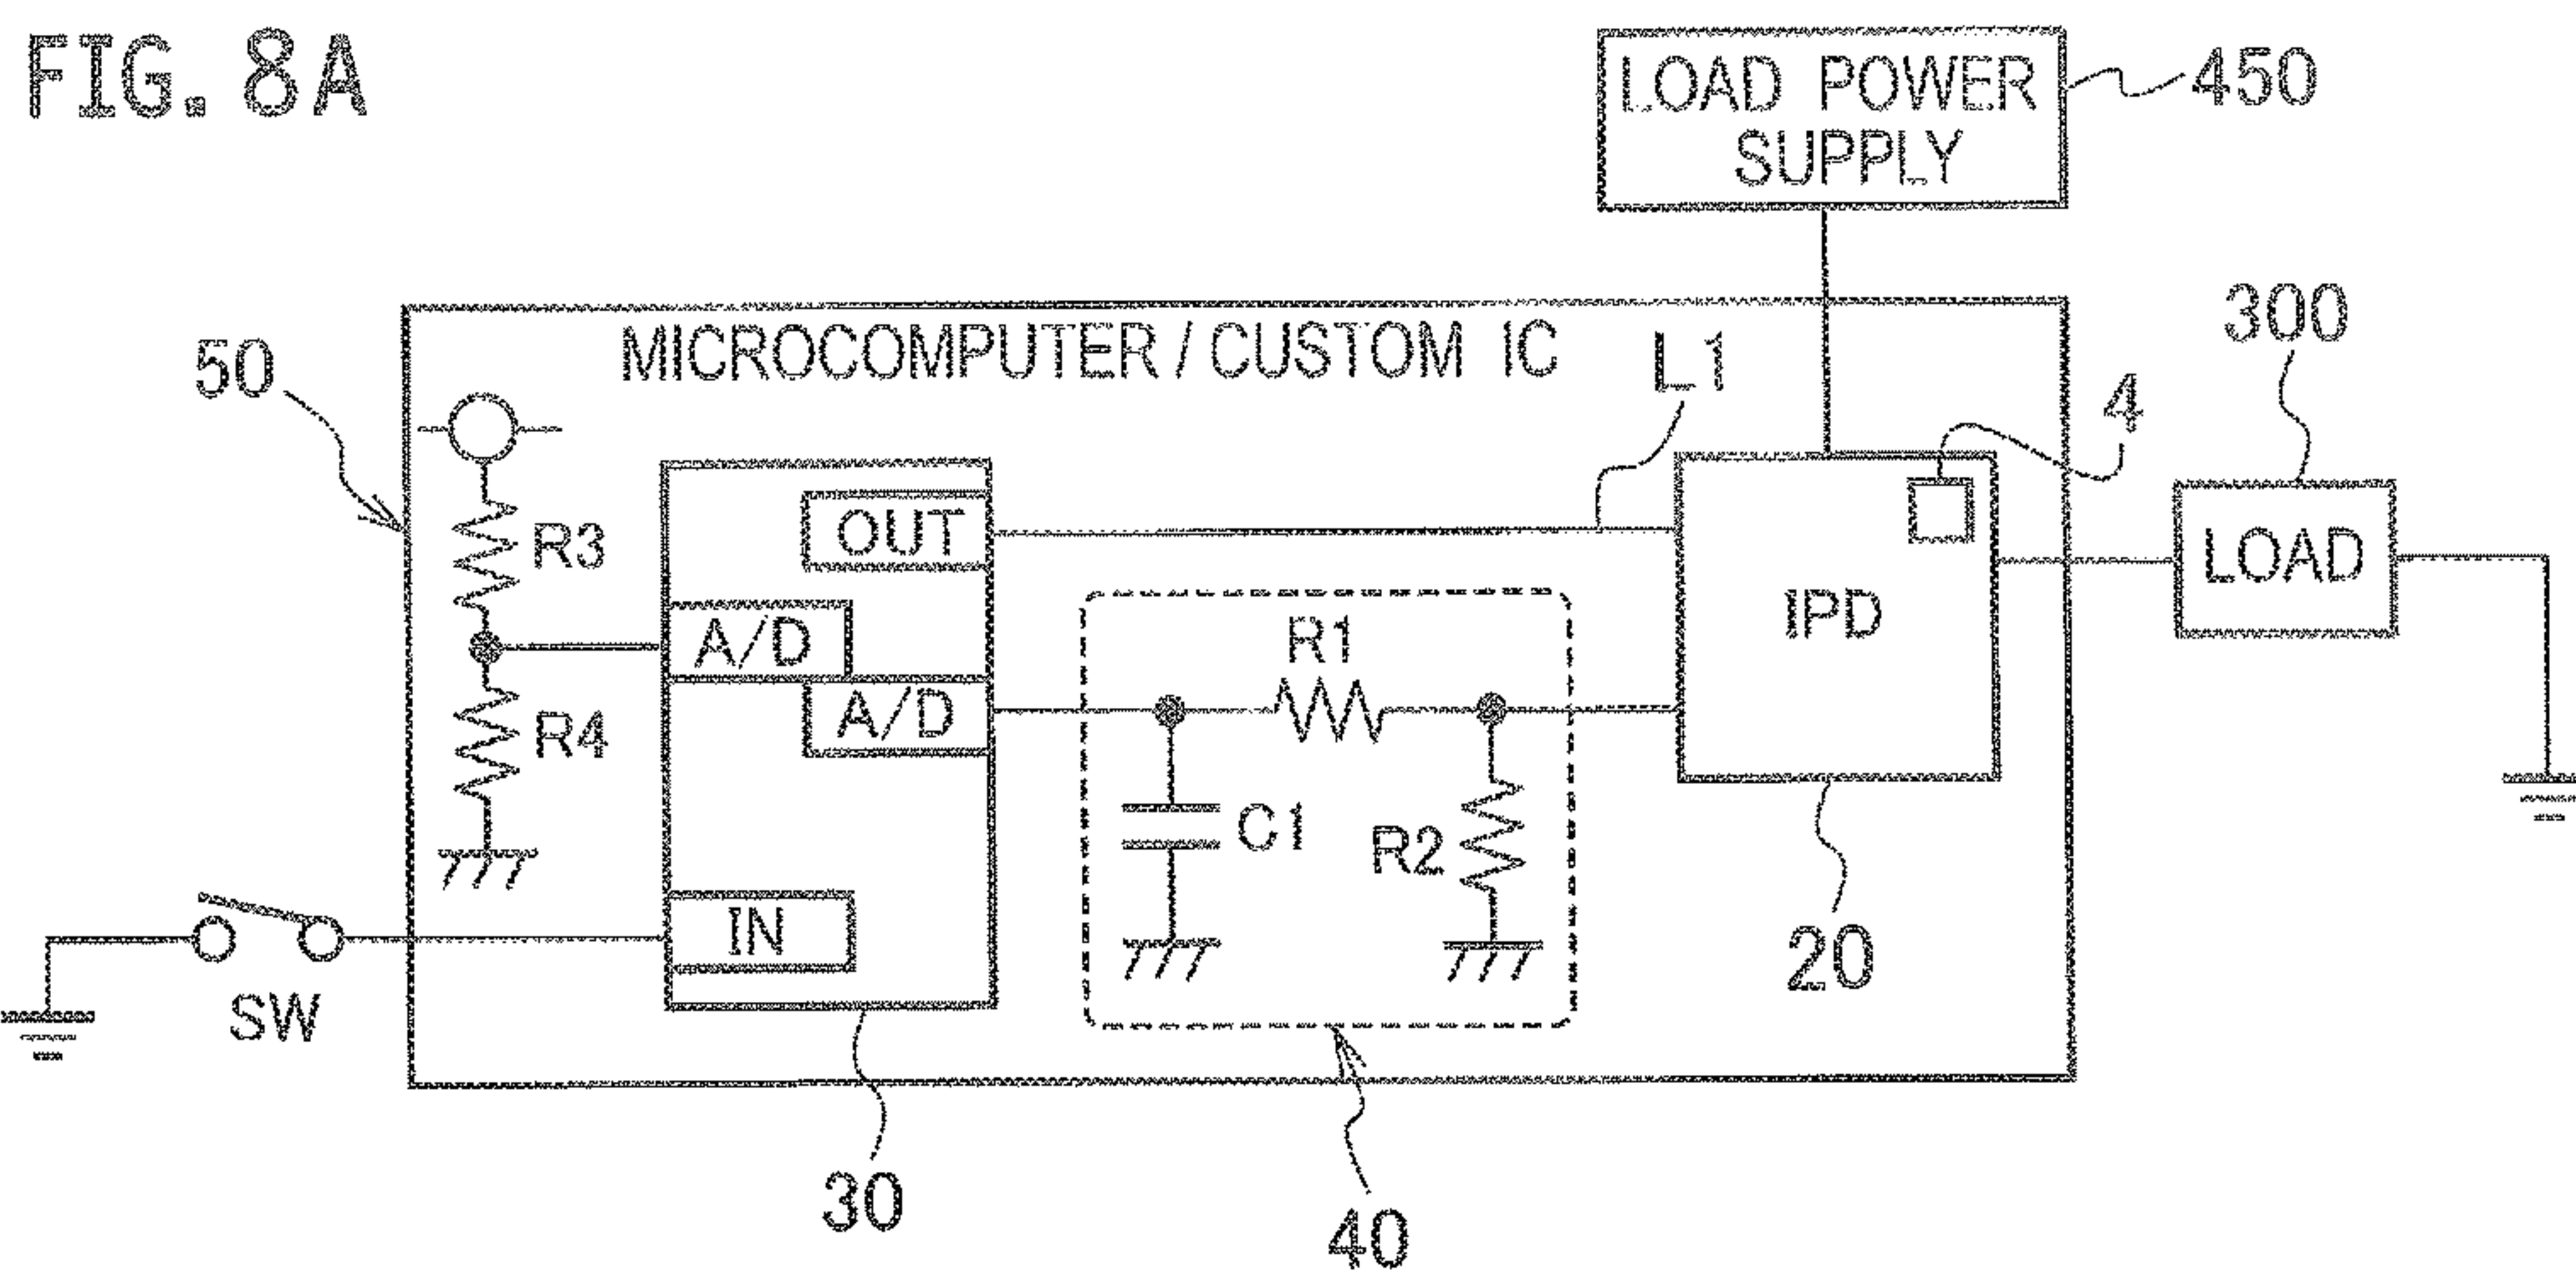 FIG. 8A
LOAD POWER
SUPPLY
450
50
MICROCOMPUTER / CUSTOM IC
L1
4
300
R3
OUT
LOAD
A/D
R1
IPD
R4
A/D
C1
R2
IN
20
SW
30
40